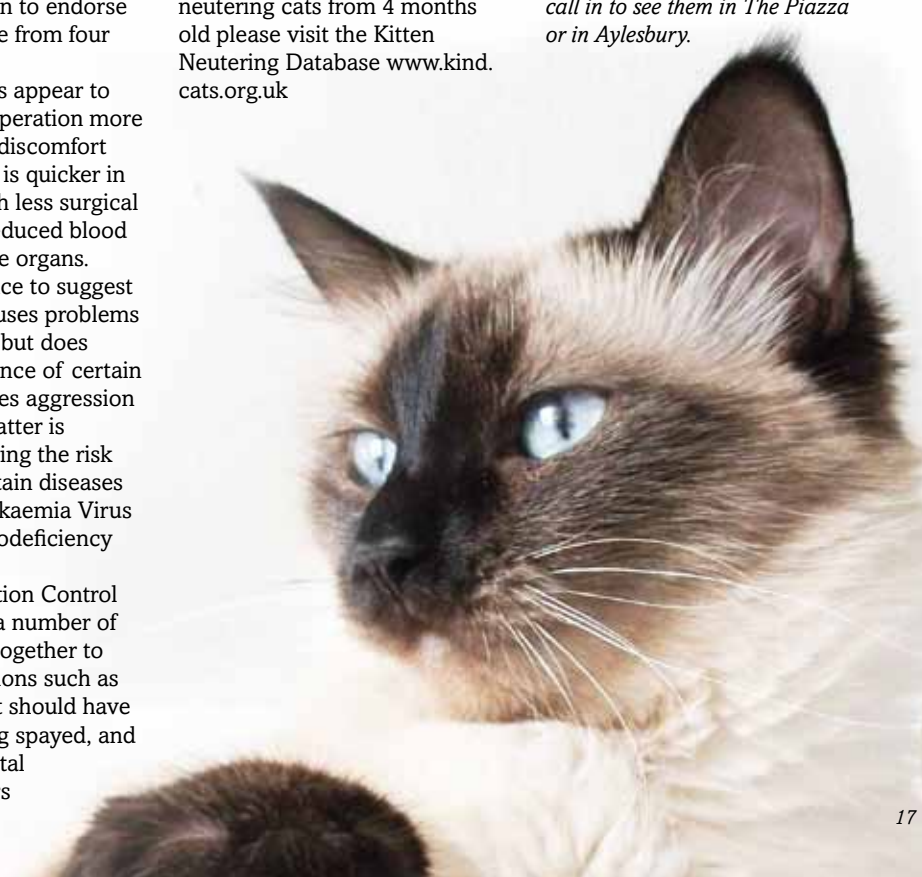 n to endorse
e from four
s appear to
peration more
discomfort
is quicker in
h less surgical
duced blood
e organs.
ce to suggest
uses problems
but does
nce of certain
es aggression
atter is
ing the risk
tain diseases
kaemia Virus
odeficiency
tion Control
a number of
ogether to
ions such as
t should have
g spayed, and
tal
rs
neutering cats from 4 months
old please visit the Kitten
Neutering Database www.kind.
cats.org.uk
call in to see them in The Piazza
or in Aylesbury.
17